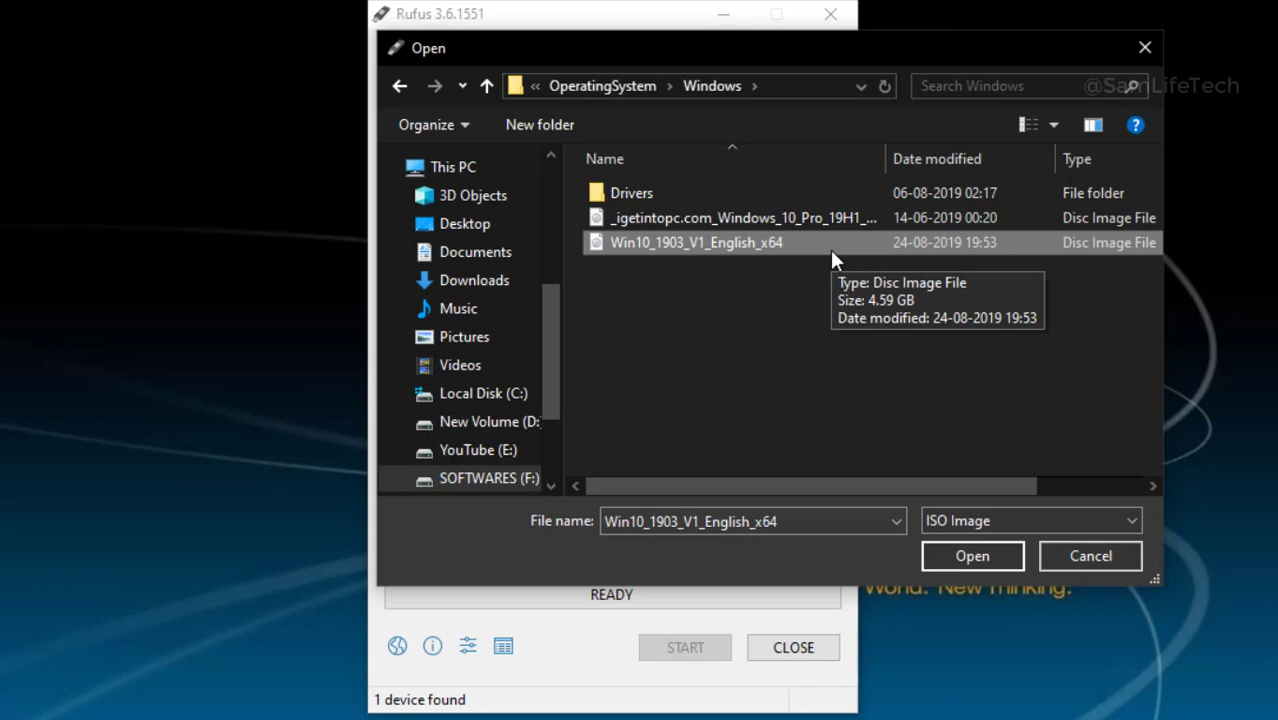 Rufus 3.6.1551
Open
« OperatingSystem › Windows ›
Search Windows
@SamLifeTech
Organize
New folder
Name
Date modified
Type
This PC
3D Objects
Desktop
Documents
Downloads
Music
Pictures
Videos
Local Disk (C:)
New Volume (D:
YouTube (E:)
SOFTWARES (F:)
Drivers 06-08-2019 02:17 File folder
_igetintopc.com_Windows_10_Pro_19H1_... 14-06-2019 00:20 Disc Image File
Win10_1903_V1_English_x64 24-08-2019 19:53 Disc Image File
Type: Disc Image File
Size: 4.59 GB
Date modified: 24-08-2019 19:53
File name: Win10_1903_V1_English_x64
ISO Image
Open
Cancel
World. New Thinking.
READY
START
CLOSE
1 device found